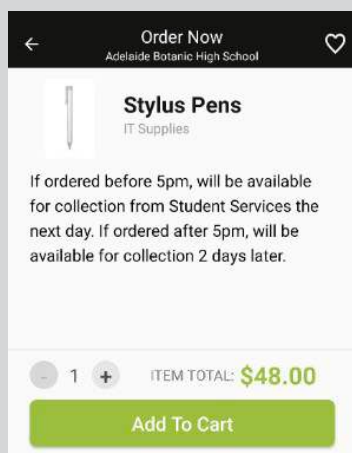 Order Now
Adelaide Botanic High School
Stylus Pens
IT Supplies
If ordered before 5pm, will be available
for collection from Student Services the
next day. If ordered after 5pm, will be
available for collection 2 days later.
- 1 + ITEM TOTAL: $48.00
Add To Cart